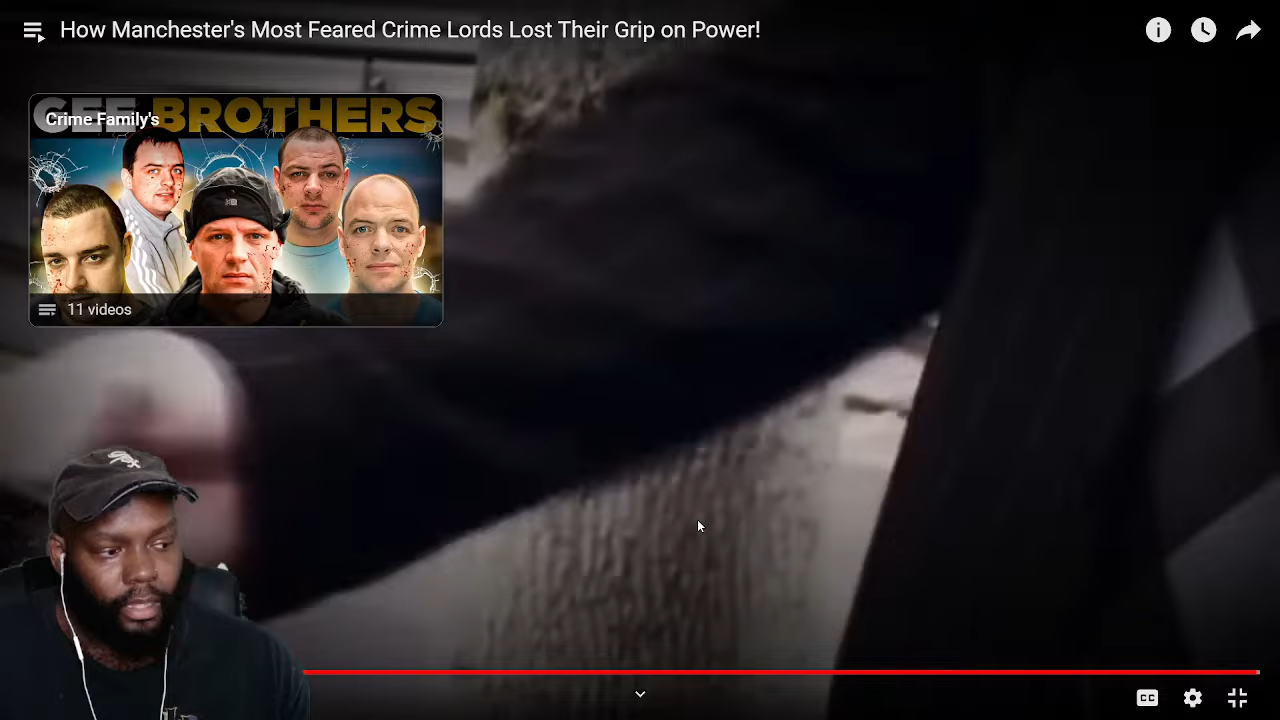 How Manchester's Most Feared Crime Lords Lost Their Grip on Power!
GEE BROTHERS
Crime Family's
11 videos
CC